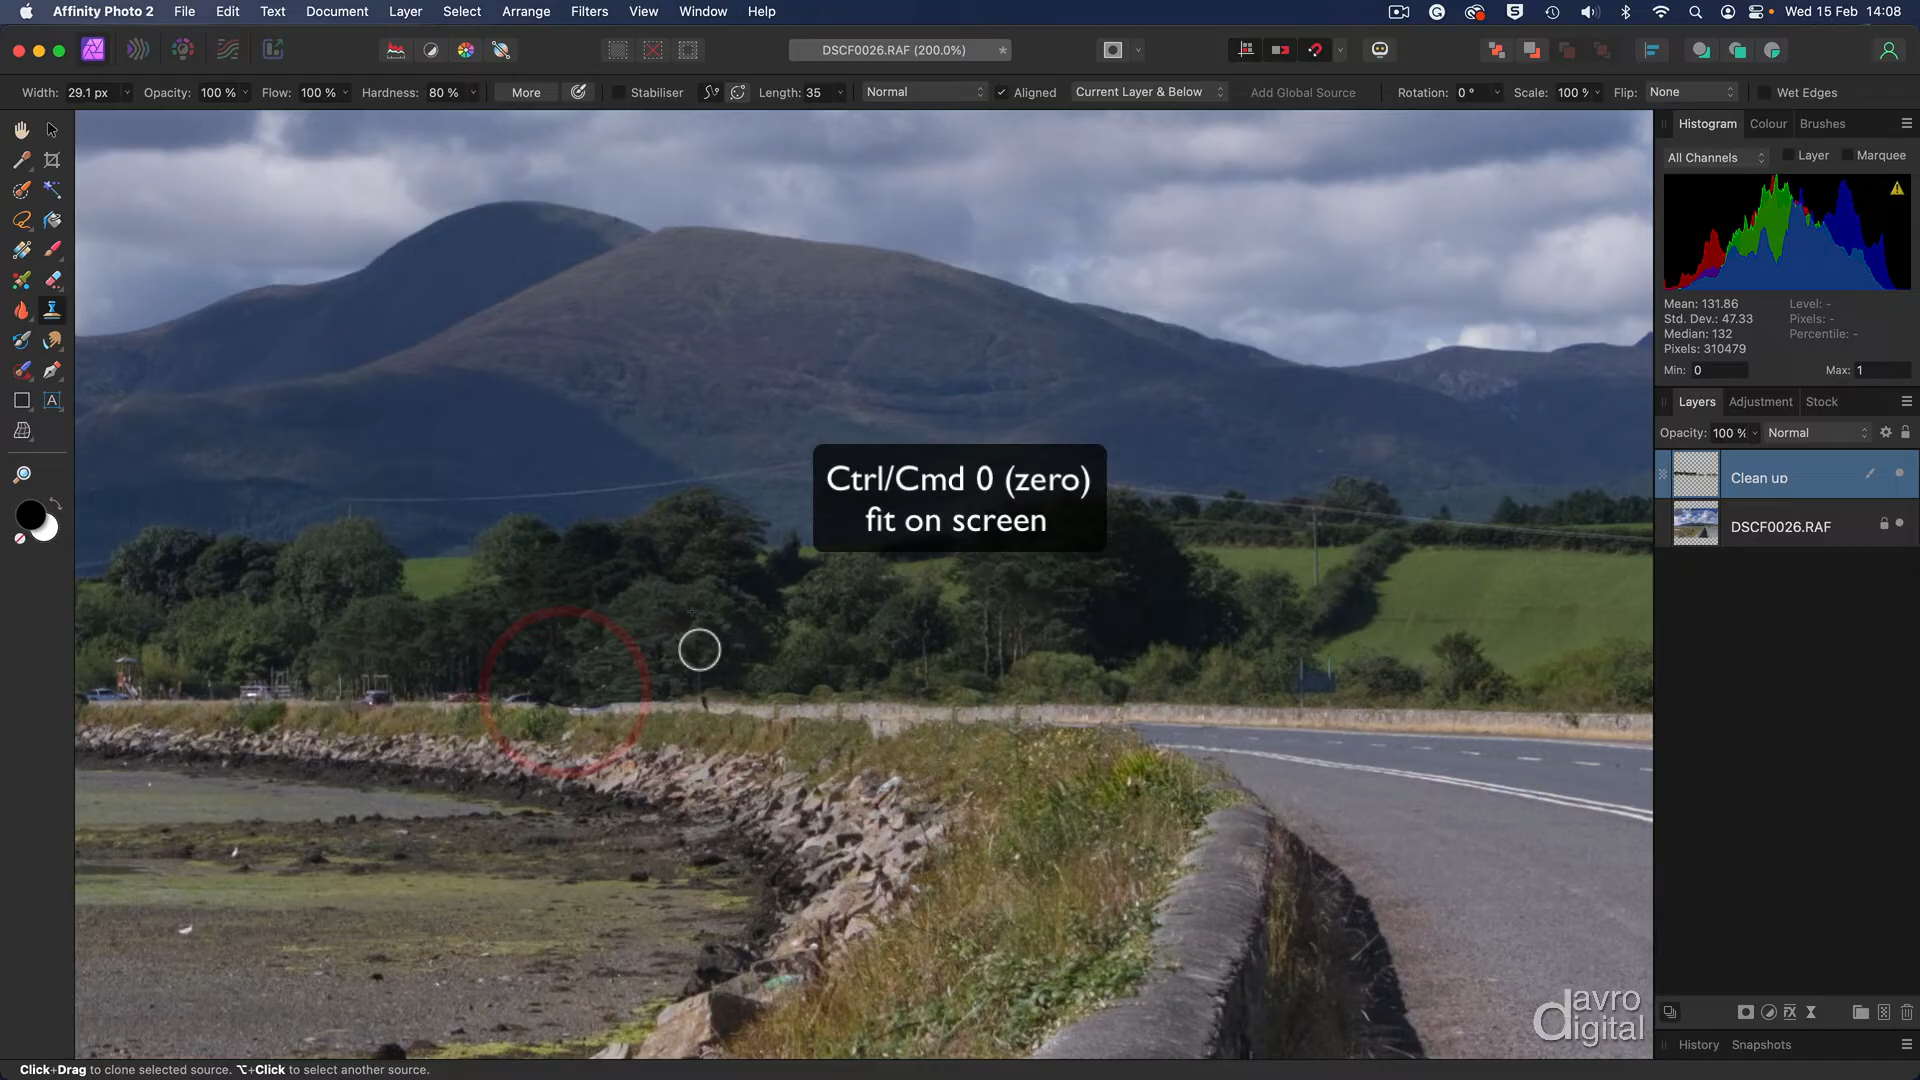 Affinity Photo 2 File Edit Text Document Layer Select Arrange Filters View Window Help Wed 15 Feb 14:08
DSCF0026.RAF (200.0%) *
Width: 29.1 px Opacity: 100 % Flow: 100 % Hardness: 80 % More Stabiliser Length: 35 Normal Aligned Current Layer & Below Add Global Source Rotation: 0 ° Scale: 100 % Flip: None Wet Edges
Histogram Colour Brushes
All Channels Layer Marquee
Mean: 131.86 Level: -
Std. Dev.: 47.33 Pixels: -
Median: 132 Percentile: -
Pixels: 310479
Min: 0 Max: 1
Layers Adjustment Stock
Opacity: 100 % Normal
Clean up
DSCF0026.RAF
Ctrl/Cmd 0 (zero)
fit on screen
davro
digital
History Snapshots
Click+Drag to clone selected source. ⌥+Click to select another source.